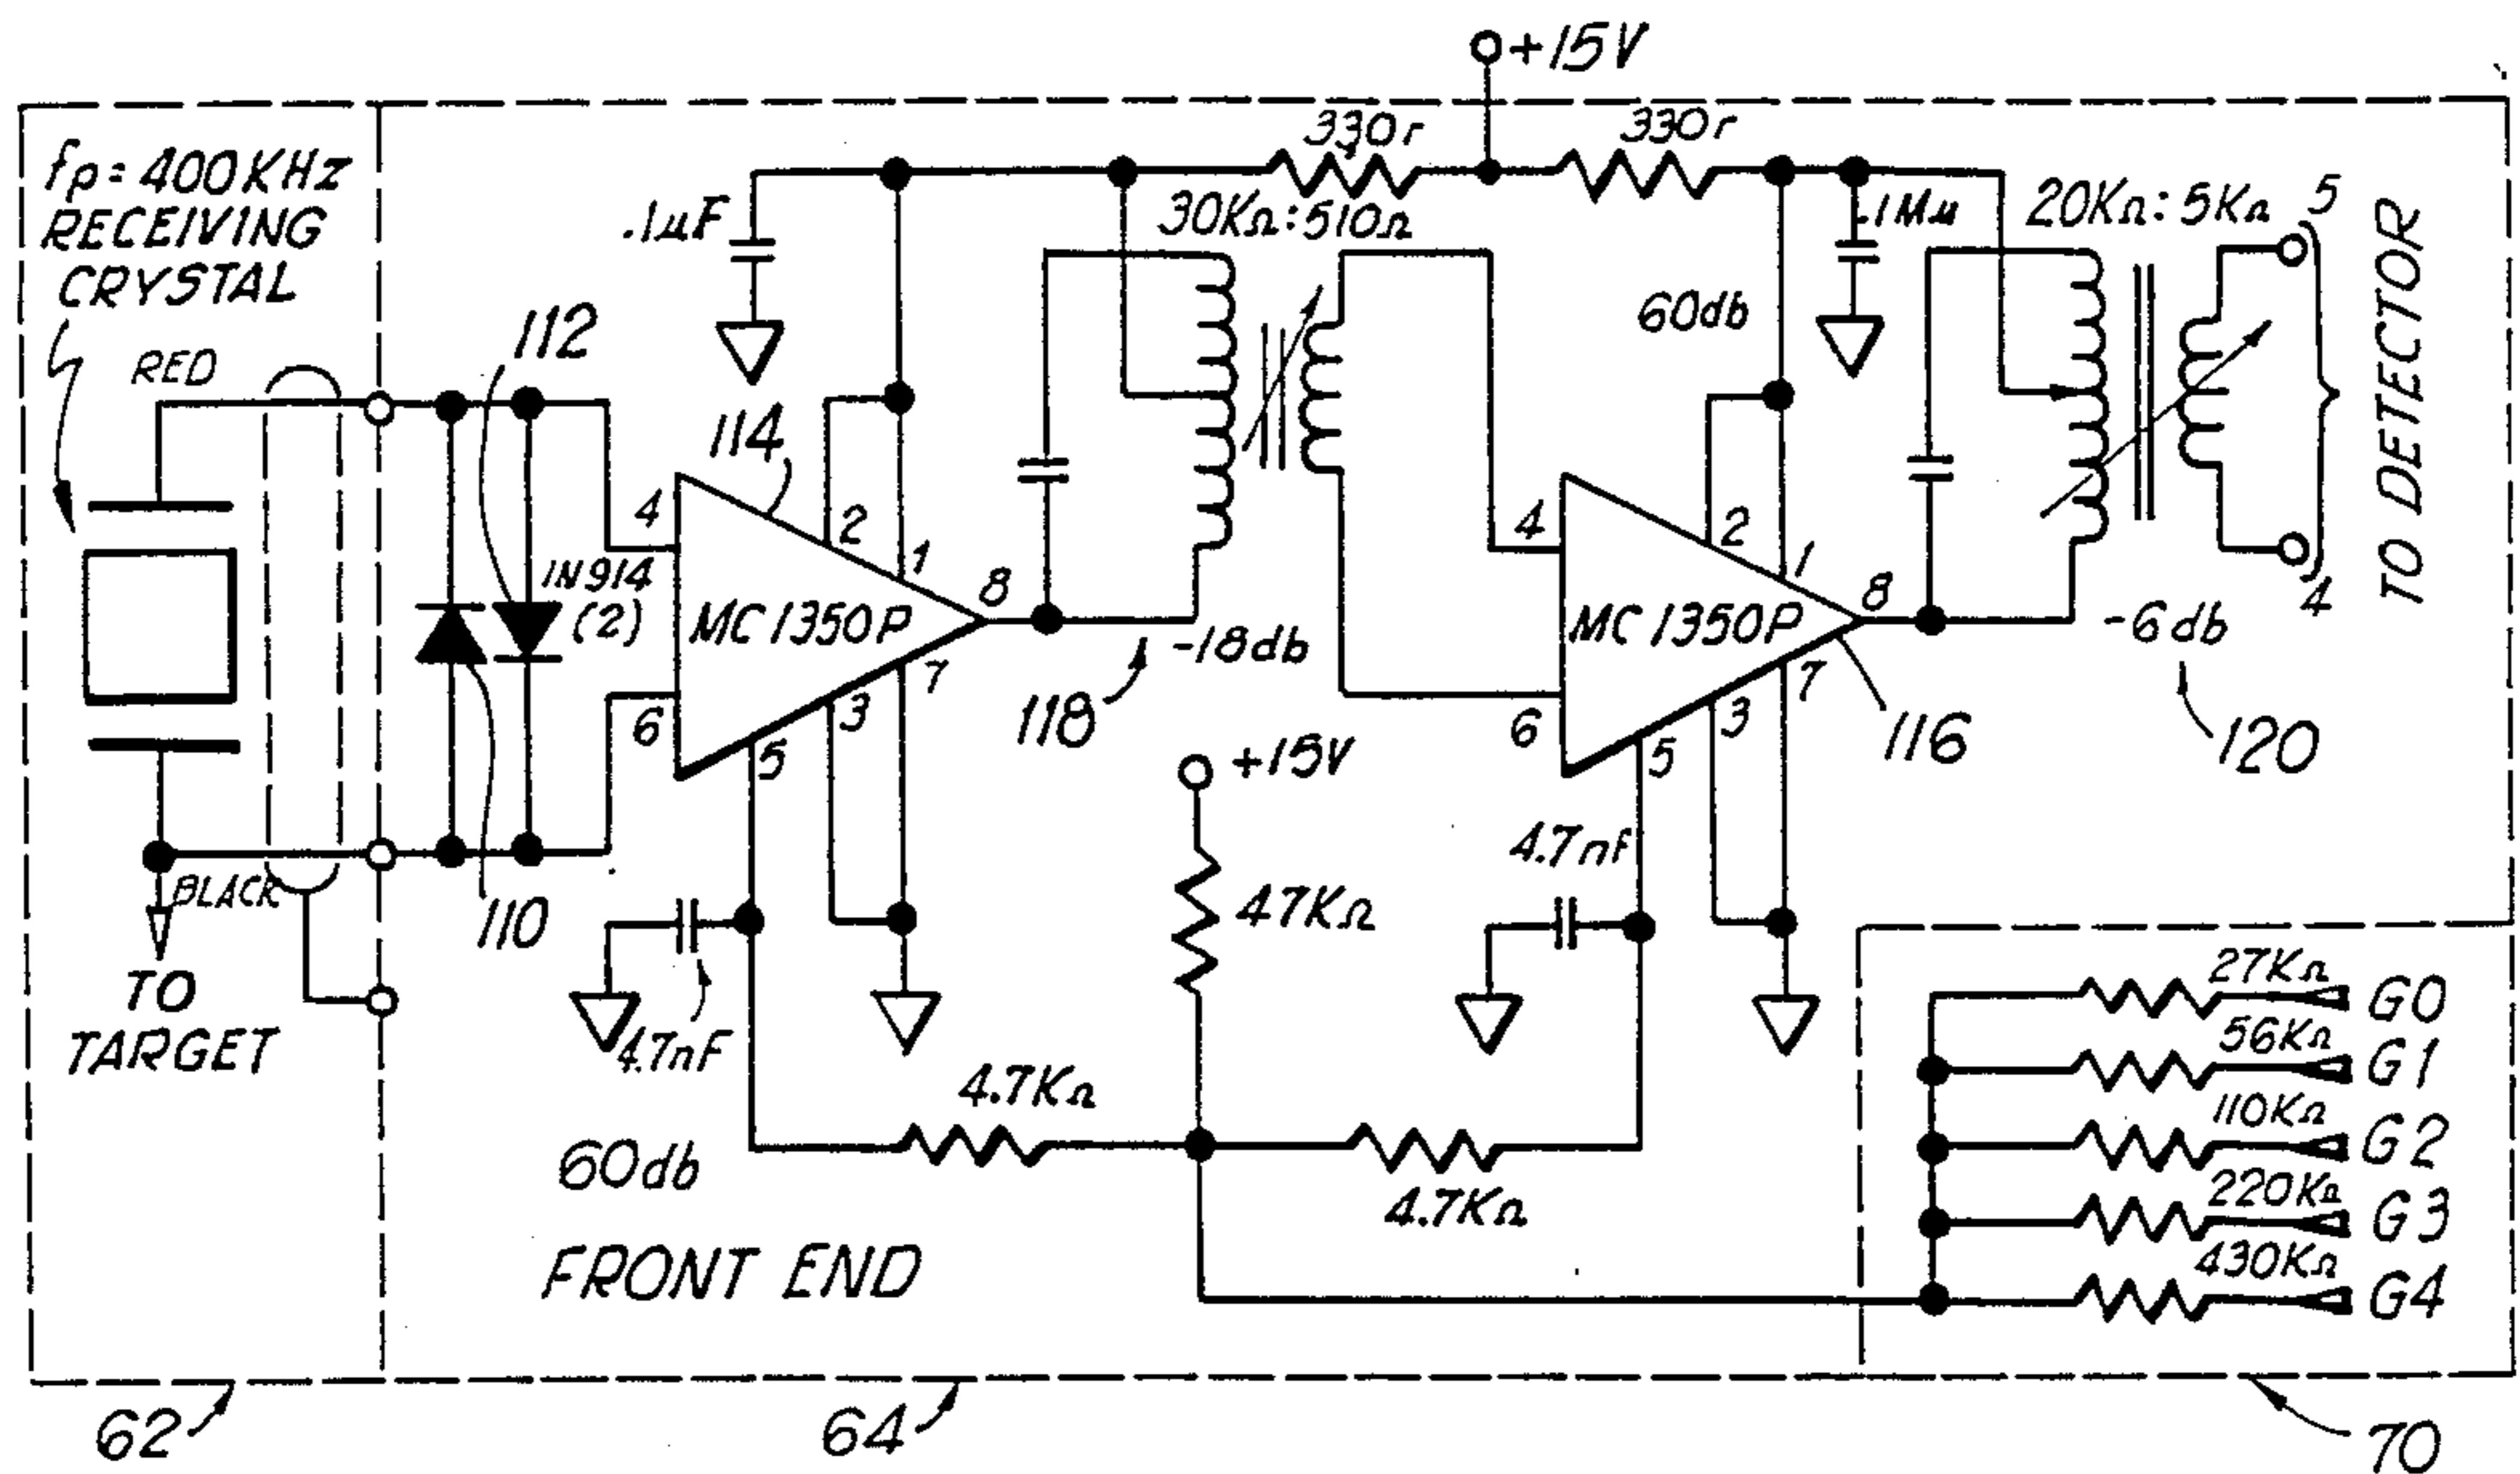 +15V
fp= 400KHz
RECEIVING
CRYSTAL
330r
330r
.1µF
30KΩ:510Ω
.1Mµ
20KΩ:5KΩ
5
RED
112
114
60db
TO DETECTOR
4
2
1
8
1N914
(2)
MC1350P
-18db
6
5
3
7
118
4
2
1
8
MC1350P
-6db
4
6
5
3
7
116
120
+15V
47KΩ
4.7nF
BLACK
110
TO
TARGET
4.7nF
4.7KΩ
4.7KΩ
60db
FRONT END
27KΩ G0
56KΩ G1
110KΩ G2
220KΩ G3
430KΩ G4
62
64
70